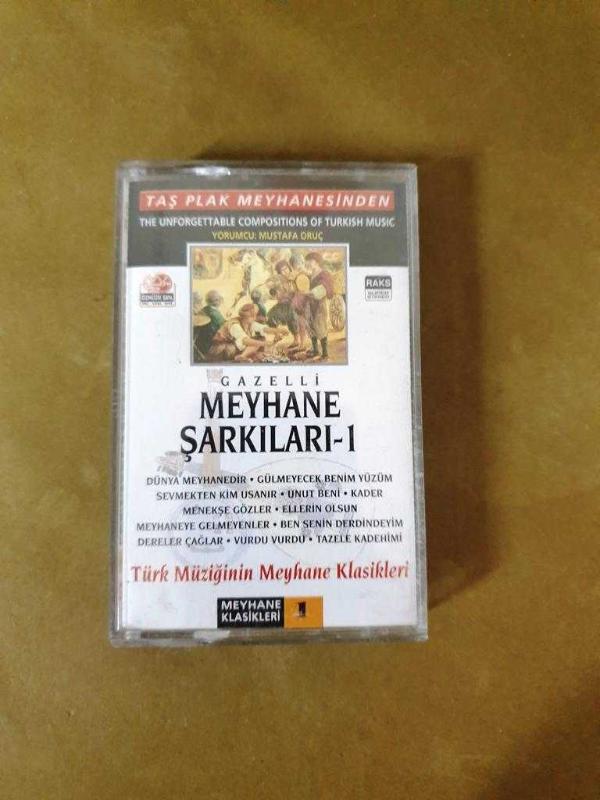 TAŞ PLAK MEYHANESİNDEN
THE UNFORGETTABLE COMPOSITIONS OF TURKISH MUSIC
YORUMCU: MUSTAFA ORUÇ
RAKS
GAZELLİ
MEYHANE
ŞARKILARI-1
DÜNYA MEYHANEDİR • GÜLMEYECEK BENİM YÜZÜM
SEVMEKTEN KİM USANIR • UNUT BENİ • KADER
MENEKŞE GÖZLER • ELLERİN OLSUN
MEYHANEYE GELMEYENLER • BEN SENİN DERDİNDEYİM
DERELER ÇAĞLAR • VURDU VURDU • TAZELE KADEHİMİ
Türk Müziğinin Meyhane Klasikleri
MEYHANE
KLASİKLERİ
1